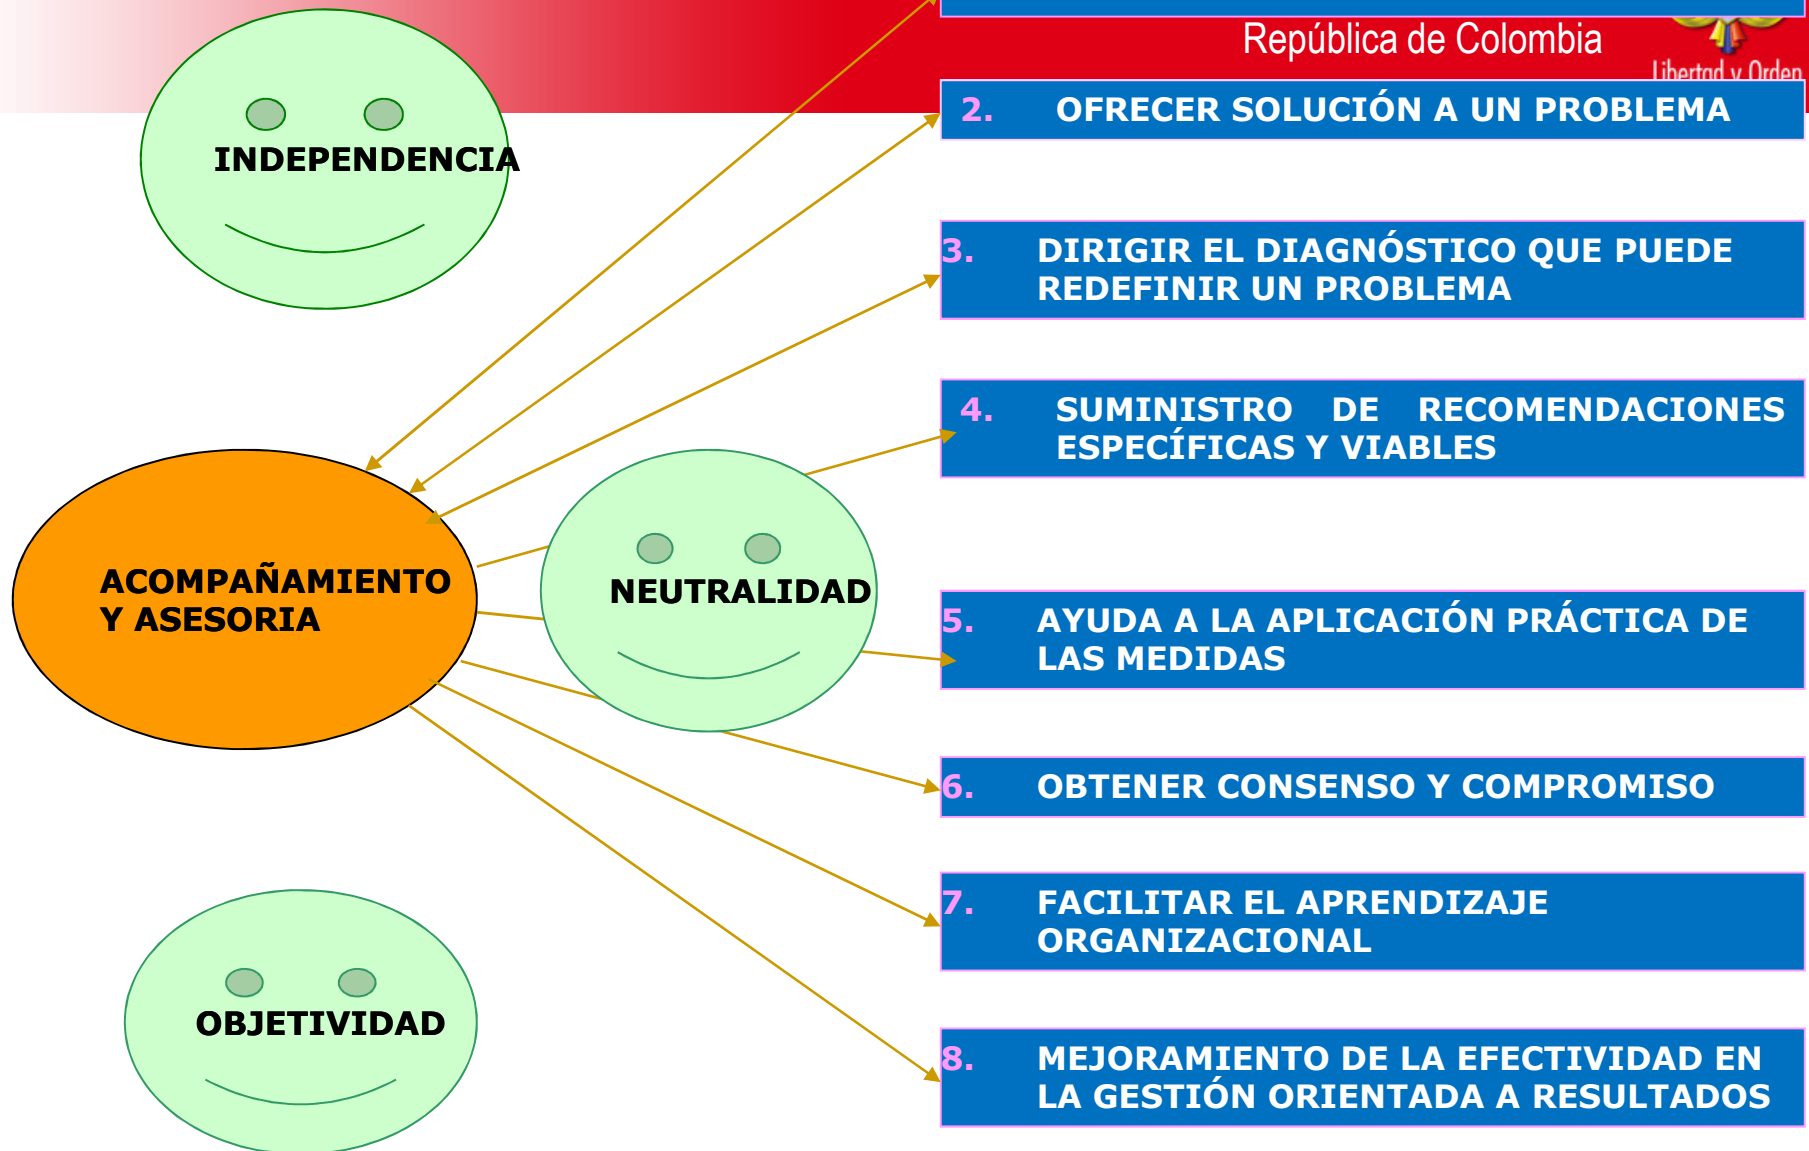 República de Colombia
Libertad y Orden
INDEPENDENCIA
2. OFRECER SOLUCIÓN A UN PROBLEMA
3. DIRIGIR EL DIAGNÓSTICO QUE PUEDE
REDEFINIR UN PROBLEMA
4. SUMINISTRO DE RECOMENDACIONES
ESPECÍFICAS Y VIABLES
ACOMPAÑAMIENTO
Y ASESORIA
NEUTRALIDAD
5. AYUDA A LA APLICACIÓN PRÁCTICA DE
LAS MEDIDAS
6. OBTENER CONSENSO Y COMPROMISO
7. FACILITAR EL APRENDIZAJE
ORGANIZACIONAL
OBJETIVIDAD
8. MEJORAMIENTO DE LA EFECTIVIDAD EN
LA GESTIÓN ORIENTADA A RESULTADOS